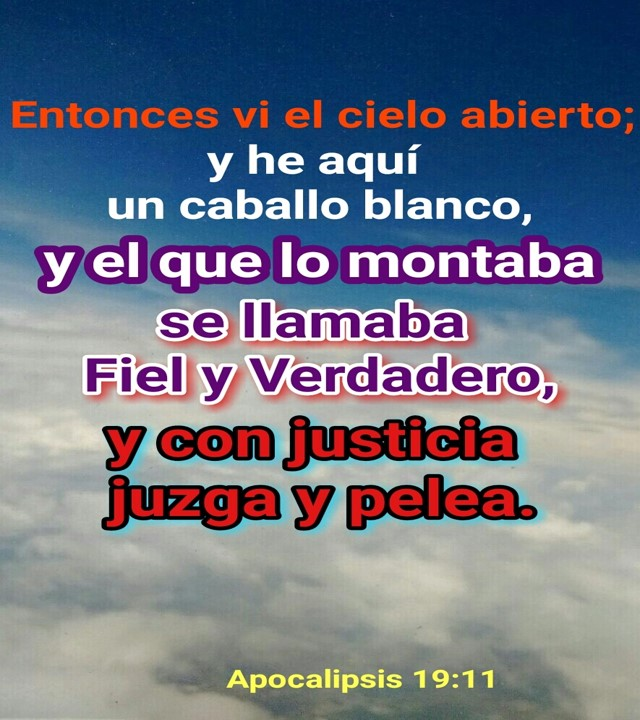 Entonces vi el cielo abierto;
y he aquí
un caballo blanco,
y el que lo montaba
se llamaba
Fiel y Verdadero,
y con justicia
juzga y pelea.
Apocalipsis 19:11